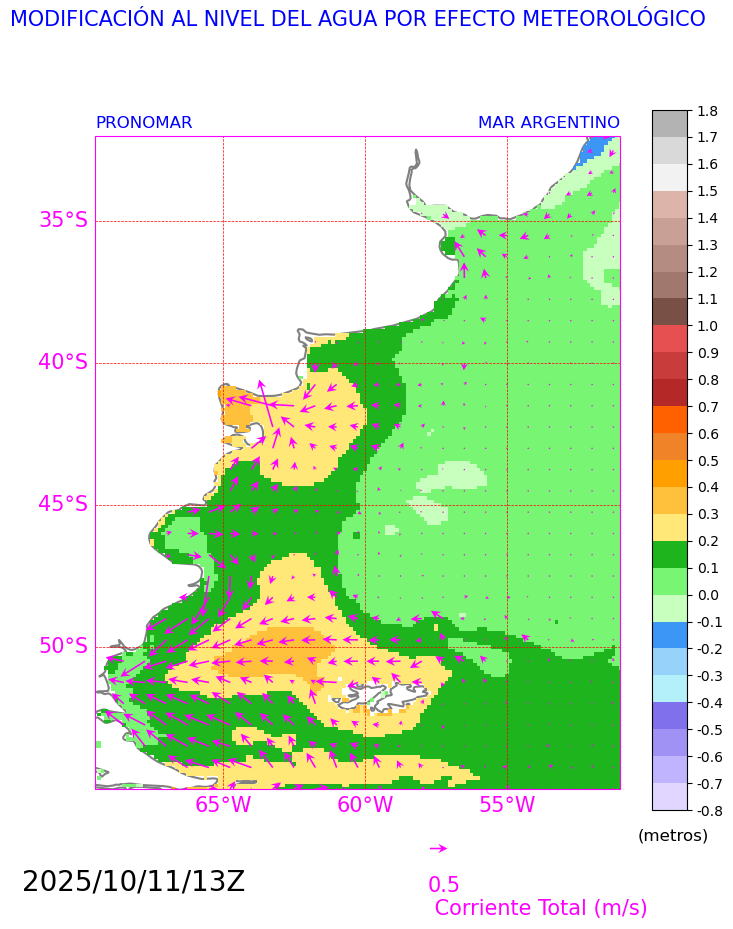 MODIFICACIÓN AL NIVEL DEL AGUA POR EFECTO METEOROLÓGICO
PRONOMAR MAR ARGENTINO
35°S
40°S
45°S
50°S
65°W 60°W 55°W
1.8
1.7
1.6
1.5
1.4
1.3
1.2
1.1
1.0
0.9
0.8
0.7
0.6
0.5
0.4
0.3
0.2
0.1
0.0
-0.1
-0.2
-0.3
-0.4
-0.5
-0.6
-0.7
-0.8
(metros)
2025/10/11/13Z
0.5
Corriente Total (m/s)